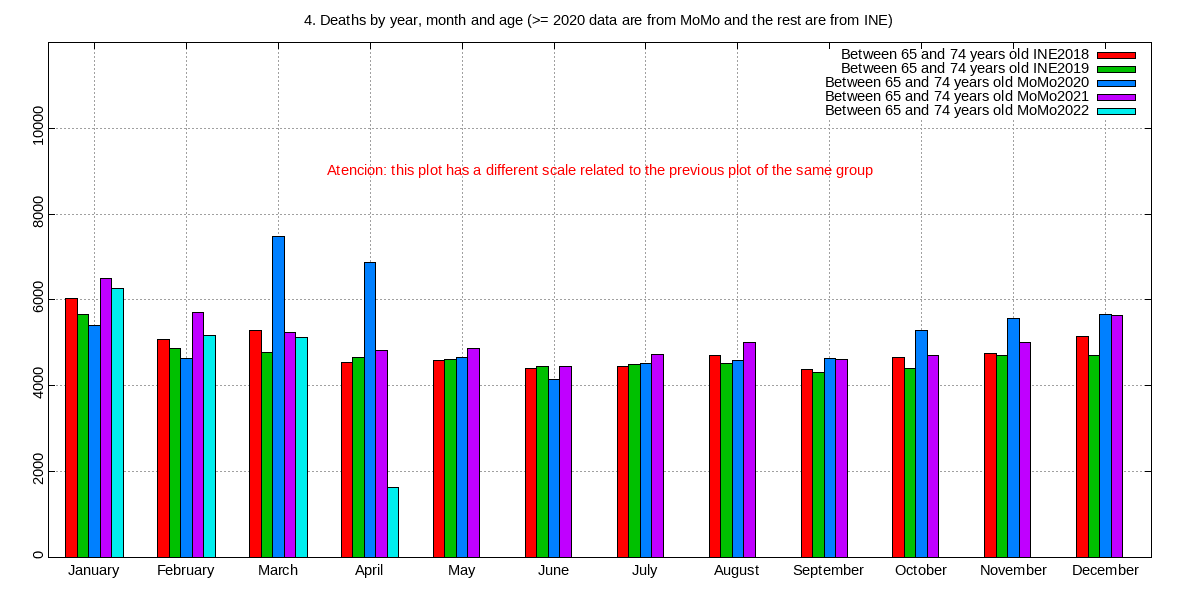 4. Deaths by year, month and age (>= 2020 data are from MoMo and the rest are from INE)
Between 65 and 74 years old INE2018
Between 65 and 74 years old INE2019
Between 65 and 74 years old MoMo2020
Between 65 and 74 years old MoMo2021
Between 65 and 74 years old MoMo2022
Atencion: this plot has a different scale related to the previous plot of the same group
10000
8000
6000
4000
2000
0
January February March April May June July August September October November December